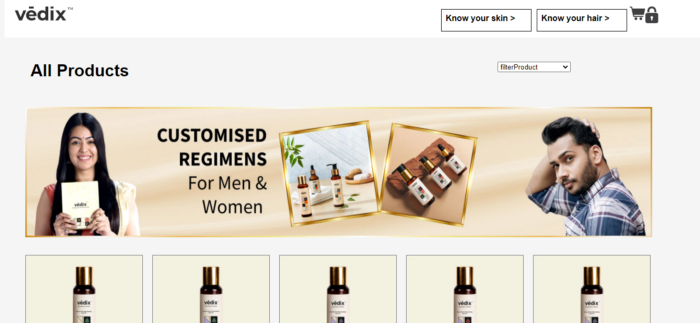 vēdix™
Know your skin >
Know your hair >
All Products
filterProduct
CUSTOMISED
REGIMENS
For Men &
Women
vēdix
vēdix
vēdix
vēdix
vēdix
vēdix